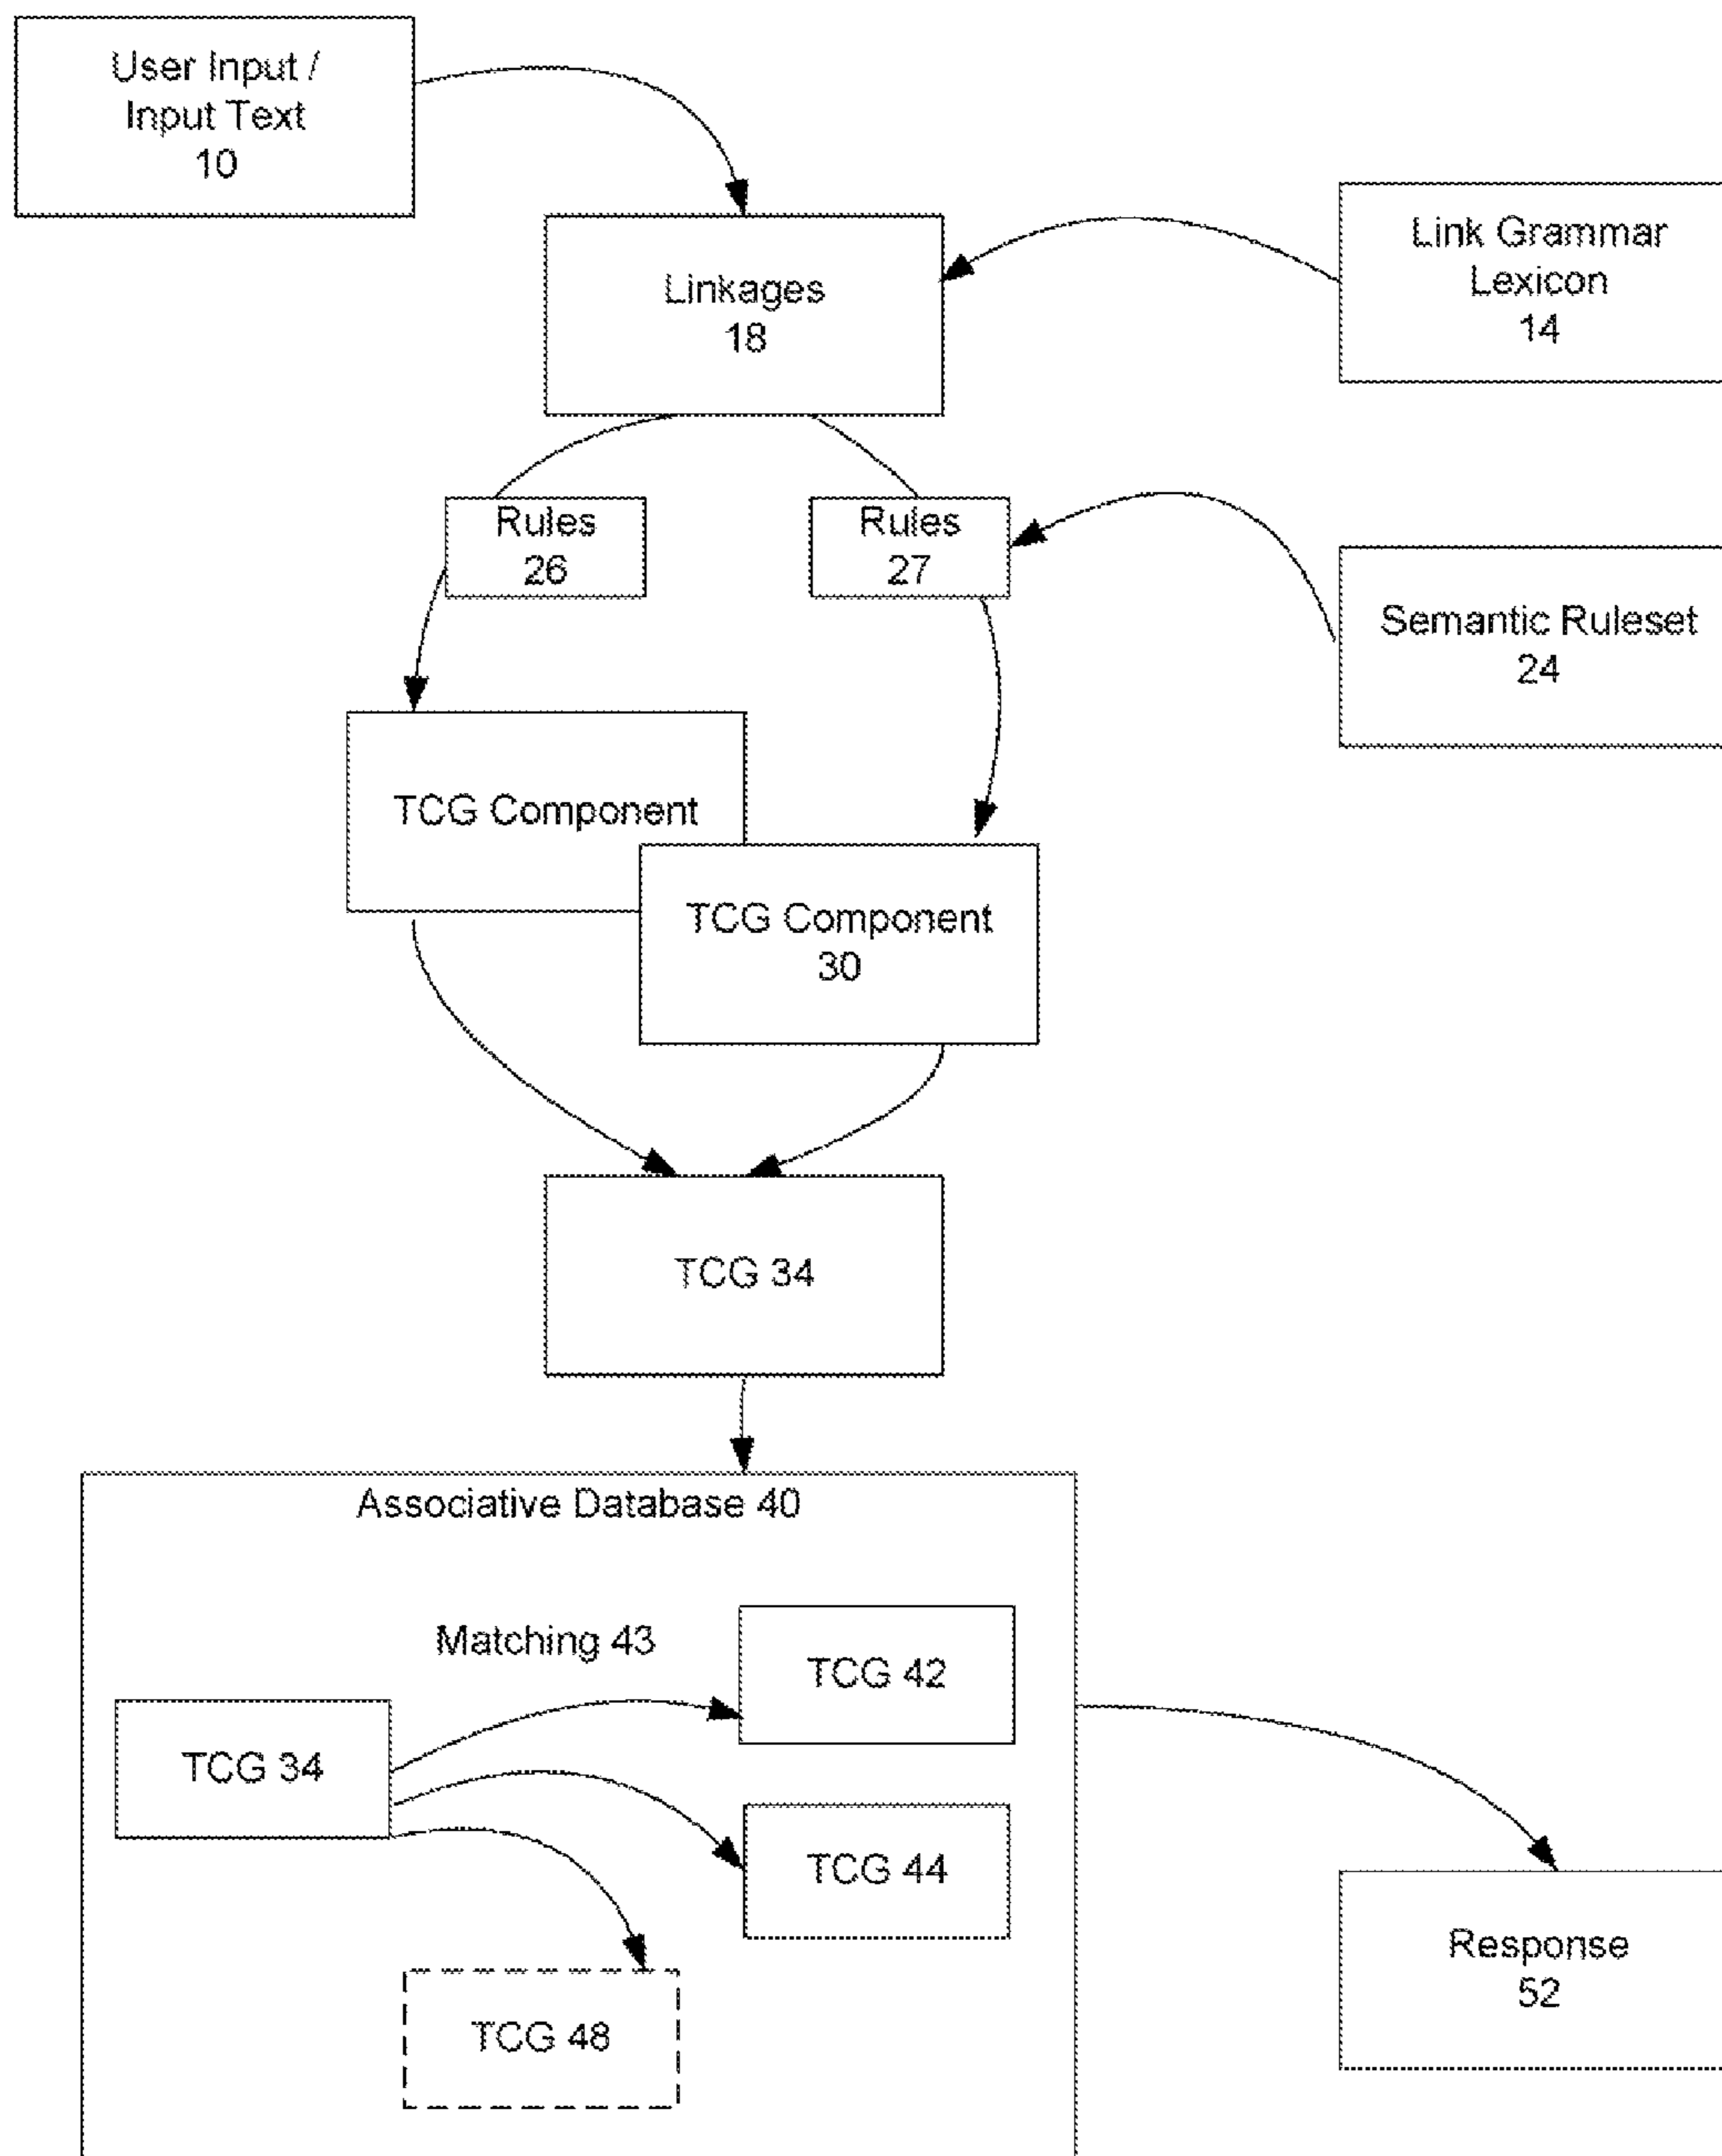 User Input /
Input Text
10
Linkages
18
Link Grammar
Lexicon
14
Rules
26
Rules
27
Semantic Ruleset
24
TCG Component
TCG Component
30
TCG 34
Associative Database 40
Matching 43
TCG 42
TCG 34
TCG 44
TCG 48
Response
52